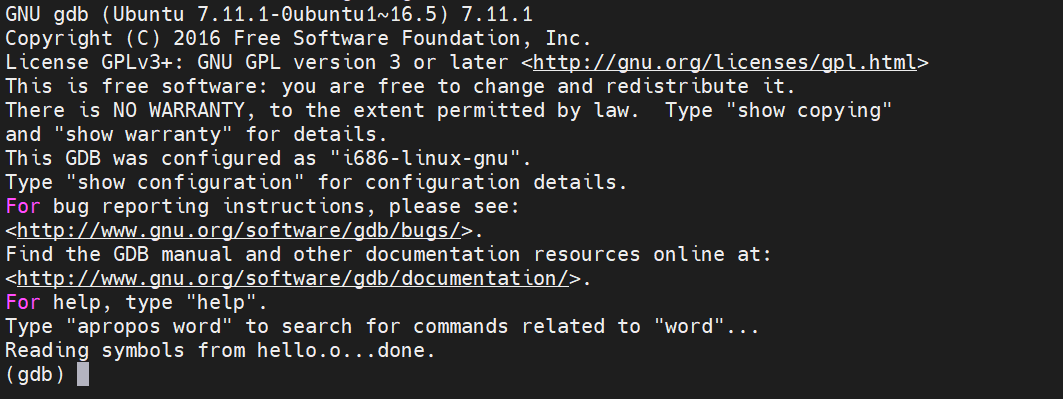 GNU gdb (Ubuntu 7.11.1-0ubuntu1~16.5) 7.11.1
Copyright (C) 2016 Free Software Foundation, Inc.
License GPLv3+: GNU GPL version 3 or later <http://gnu.org/licenses/gpl.html>
This is free software: you are free to change and redistribute it.
There is NO WARRANTY, to the extent permitted by law.  Type "show copying"
and "show warranty" for details.
This GDB was configured as "i686-linux-gnu".
Type "show configuration" for configuration details.
For bug reporting instructions, please see:
<http://www.gnu.org/software/gdb/bugs/>.
Find the GDB manual and other documentation resources online at:
<http://www.gnu.org/software/gdb/documentation/>.
For help, type "help".
Type "apropos word" to search for commands related to "word"...
Reading symbols from hello.o...done.
(gdb)